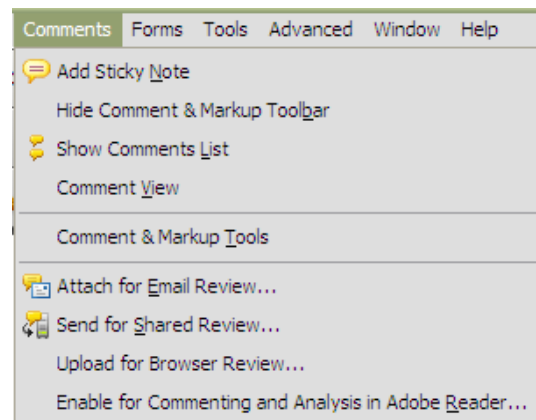 Comments Forms Tools Advanced Window Help
Add Sticky Note
Hide Comment & Markup Toolbar
Show Comments List
Comment View
Comment & Markup Tools
Attach for Email Review...
Send for Shared Review...
Upload for Browser Review...
Enable for Commenting and Analysis in Adobe Reader...